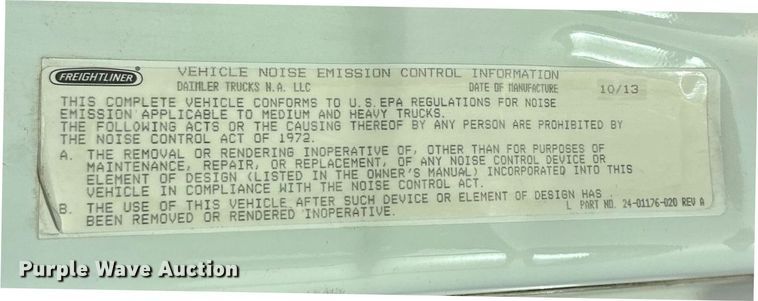 FREIGHTLINER
VEHICLE NOISE EMISSION CONTROL INFORMATION
DAIMLER TRUCKS N.A. LLC DATE OF MANUFACTURE 10/13
THIS COMPLETE VEHICLE CONFORMS TO U.S.EPA REGULATIONS FOR NOISE
EMISSION APPLICABLE TO MEDIUM AND HEAVY TRUCKS.
THE FOLLOWING ACTS OR THE CAUSING THEREOF BY ANY PERSON ARE PROHIBITED BY
THE NOISE CONTROL ACT OF 1972.
A. THE REMOVAL OR RENDERING INOPERATIVE OF, OTHER THAN FOR PURPOSES OF
MAINTENANCE, REPAIR, OR REPLACEMENT, OF ANY NOISE CONTROL DEVICE OR
ELEMENT OF DESIGN (LISTED IN THE OWNER'S MANUAL) INCORPORATED INTO THIS
VEHICLE IN COMPLIANCE WITH THE NOISE CONTROL ACT.
B. THE USE OF THIS VEHICLE AFTER SUCH DEVICE OR ELEMENT OF DESIGN HAS
BEEN REMOVED OR RENDERED INOPERATIVE. L PART NO. 24-01176-020 REV A
Purple Wave Auction